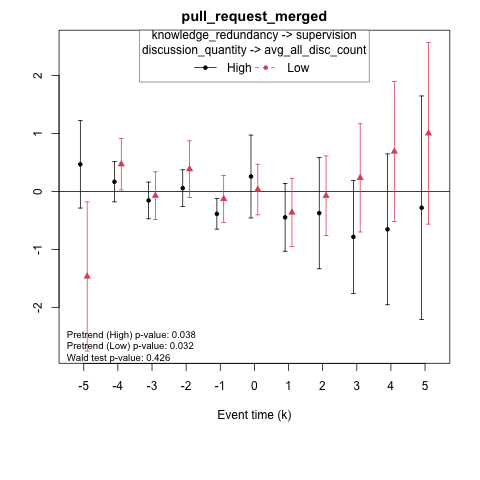 pull_request_merged
knowledge_redundancy -> supervision
discussion_quantity -> avg_all_disc_count
High Low
2
1
0
-1
-2
Pretrend (High) p-value: 0.038
Pretrend (Low) p-value: 0.032
Wald test p-value: 0.426
-5 -4 -3 -2 -1 0 1 2 3 4 5
Event time (k)